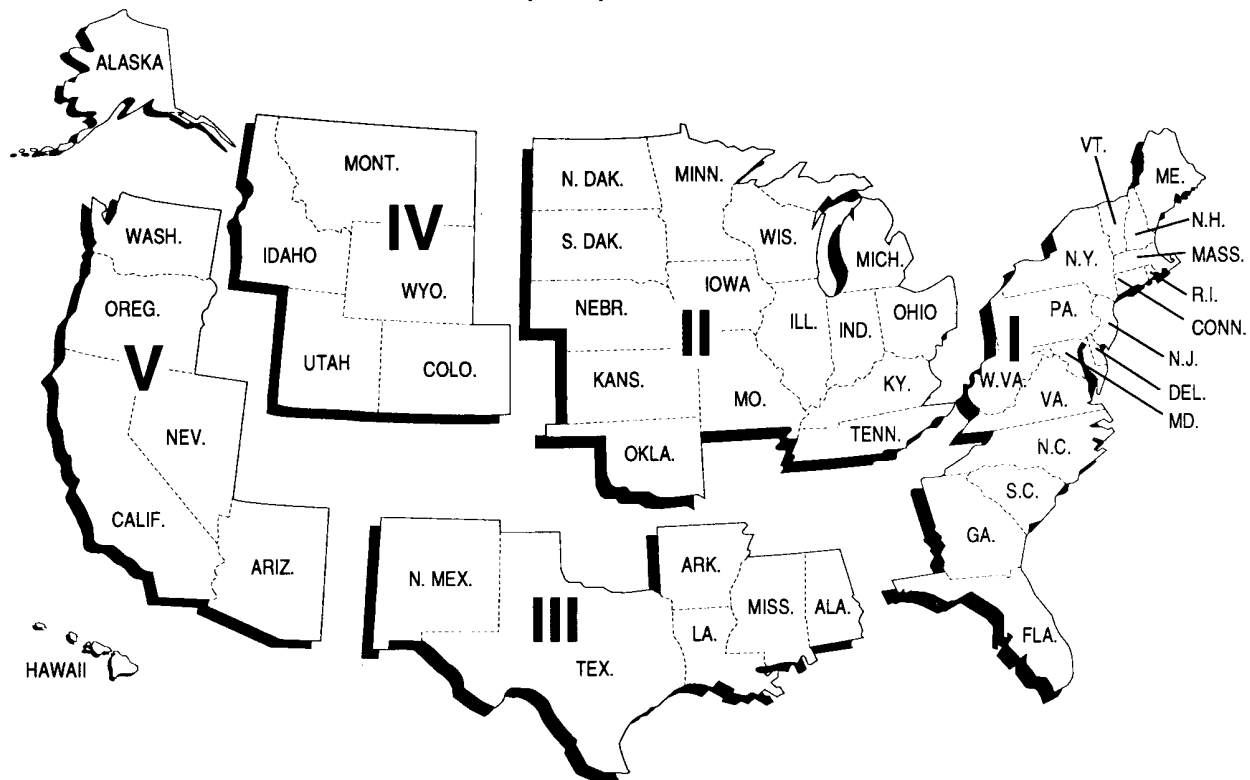 ALASKA
VT.
ME.
MONT.
N. DAK.
MINN.
N.H.
WASH.
IV
S. DAK.
WIS.
MICH.
N.Y.
MASS.
IDAHO
WYO.
IOWA
R.I.
OREG.
NEBR.
II
ILL.
IND.
OHIO
PA.
I
CONN.
V
UTAH
COLO.
KANS.
MO.
KY.
W.VA.
VA.
N.J.
DEL.
MD.
NEV.
OKLA.
TENN.
N.C.
CALIF.
S.C.
ARIZ.
N. MEX.
ARK.
GA.
III
MISS.
ALA.
LA.
HAWAII
TEX.
FLA.